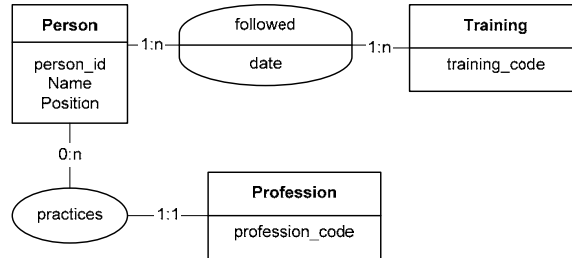 Person
person_id
Name
Position
1:n
followed
date
1:n
Training
training_code
0:n
practices
1:1
Profession
profession_code